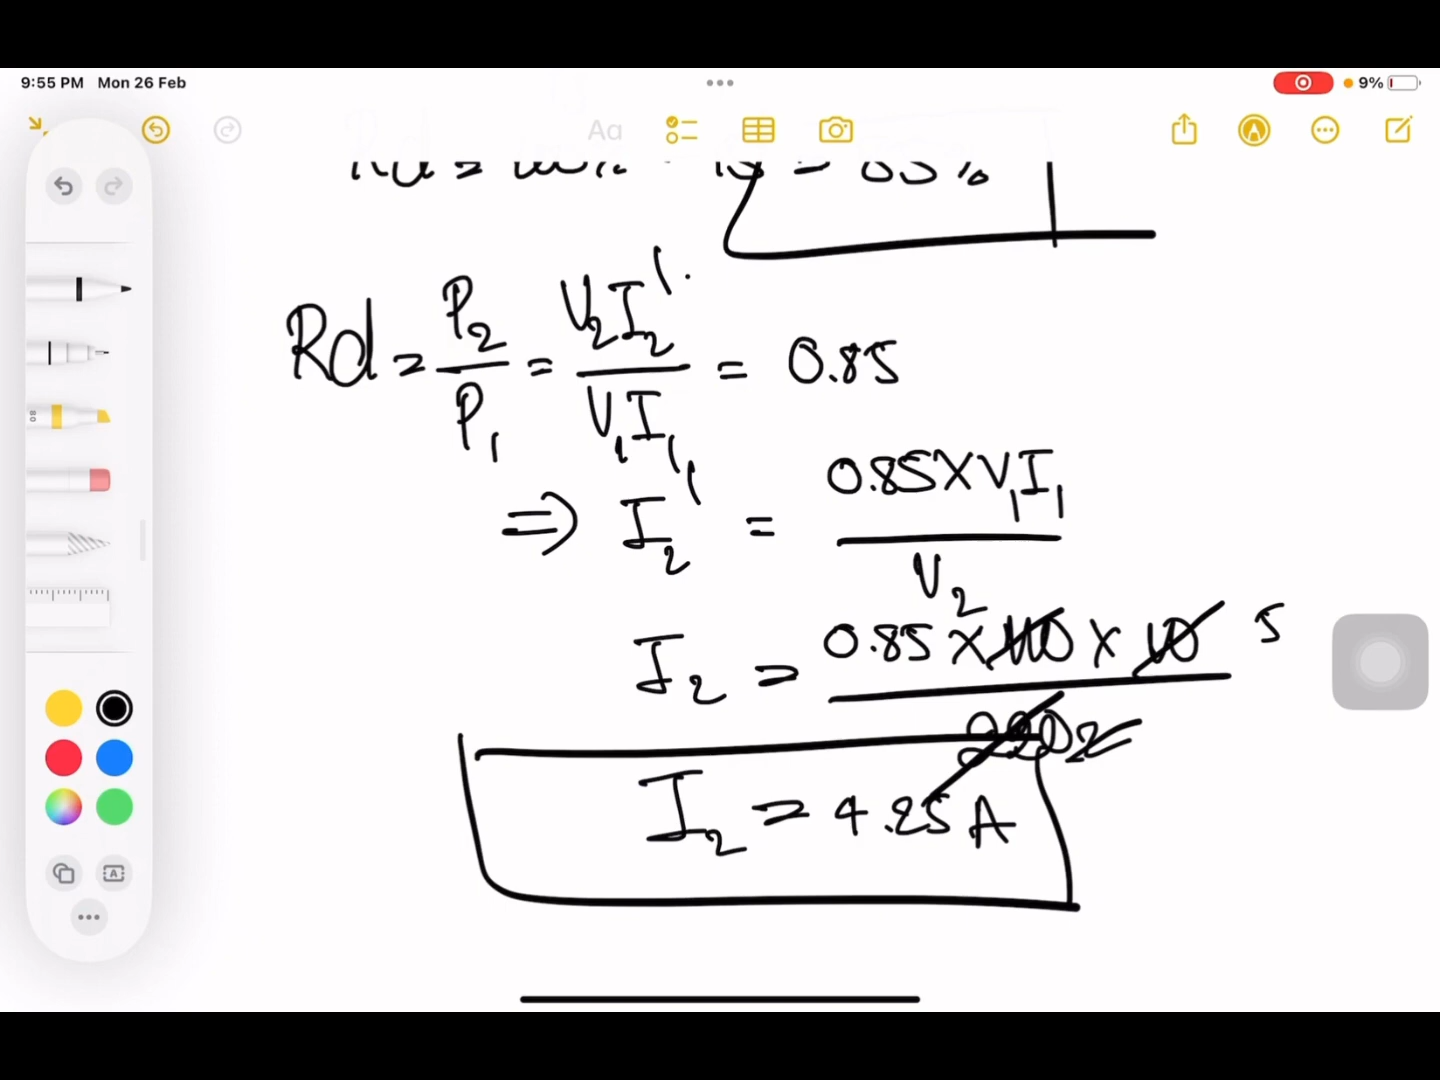 9:55 PM Mon 26 Feb
9%
Aa
80
Rd = P2/P1 = V2I2'/V1I1 = 0.85
⇒ I2' = 0.85 X V1I1 / V2
I2 = 0.85 X 110 X 10 5 / 220 2
I2 = 4.25 A
A